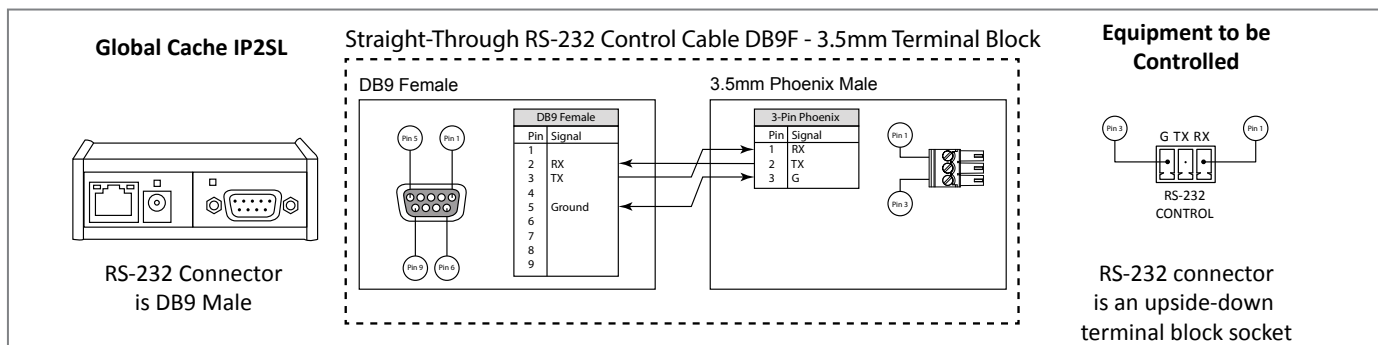 Global Cache IP2SL
RS-232 Connector
is DB9 Male
Straight-Through RS-232 Control Cable DB9F - 3.5mm Terminal Block
DB9 Female
Pin 5
Pin 1
Pin 9
Pin 6
DB9 Female
Pin Signal
1
2 RX
3 TX
4
5 Ground
6
7
8
9
3.5mm Phoenix Male
3-Pin Phoenix
Pin Signal
1 RX
2 TX
3 G
Pin 1
Pin 3
Equipment to be
Controlled
Pin 3
G TX RX
Pin 1
RS-232
CONTROL
RS-232 connector
is an upside-down
terminal block socket